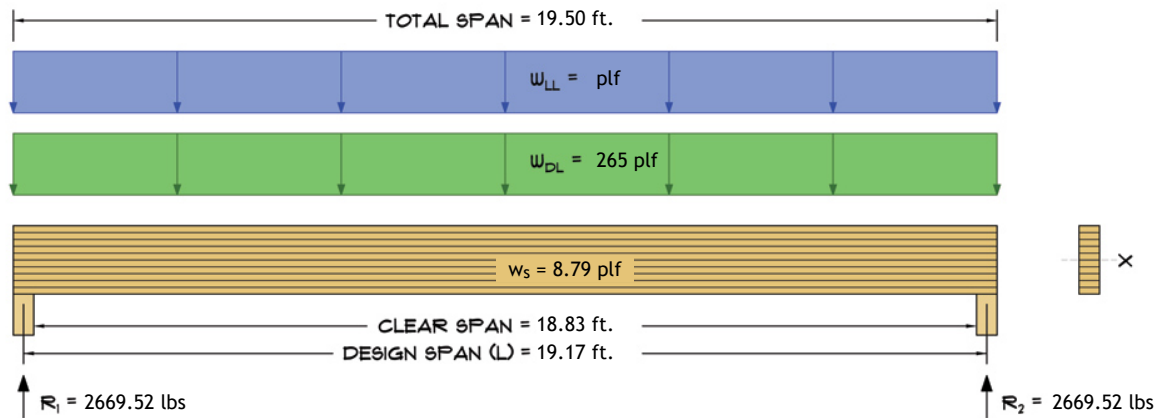 TOTAL SPAN = 19.50 ft.
wLL = plf
wDL = 265 plf
ws = 8.79 plf
X
CLEAR SPAN = 18.83 ft.
DESIGN SPAN (L) = 19.17 ft.
R1 = 2669.52 lbs
R2 = 2669.52 lbs